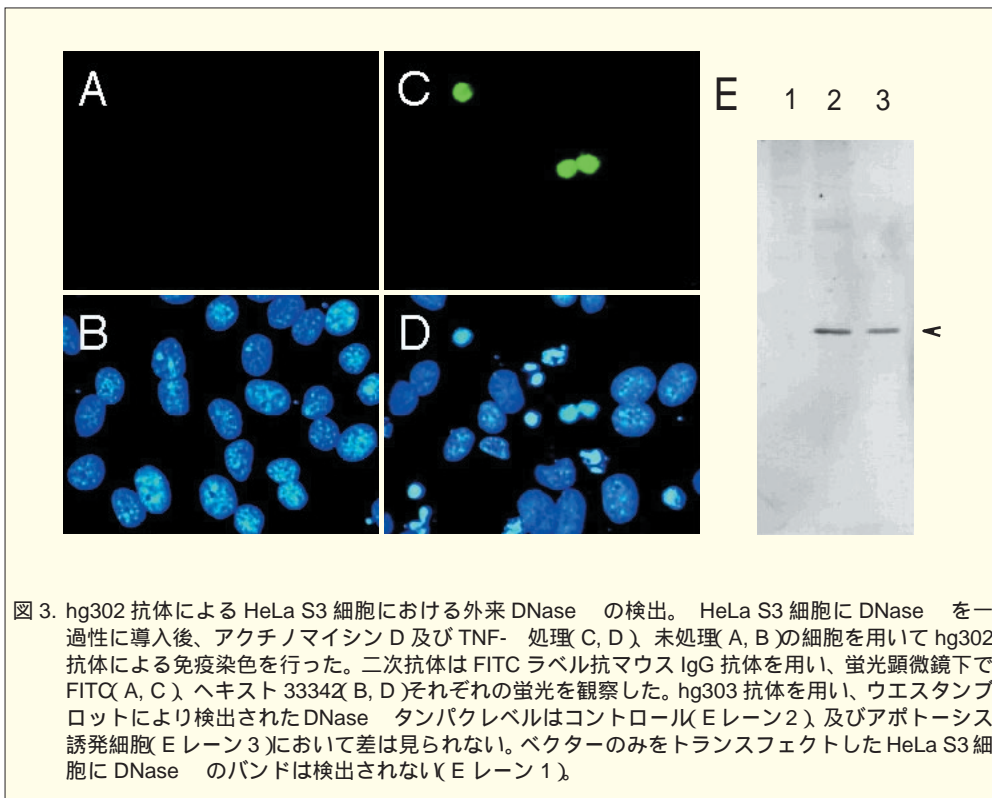 A
C
E 1 2 3
B
D
図 3. hg302 抗体による HeLa S3 細胞における外来 DNase の検出。 HeLa S3 細胞に DNase を一
過性に導入後、アクチノマイシン D 及び TNF- 処理( C, D )、未処理( A, B )の細胞を用いて hg302
抗体による免疫染色を行った。二次抗体は FITC ラベル抗マウス IgG 抗体を用い、蛍光顕微鏡下で
FITC( A, C )、ヘキスト 33342( B, D )それぞれの蛍光を観察した。hg303 抗体を用い、ウエスタンブ
ロットにより検出された DNase タンパクレベルはコントロール( E レーン 2 )、及びアポトーシス
誘発細胞( E レーン 3 )において差は見られない。ベクターのみをトランスフェクトした HeLa S3 細
胞に DNase のバンドは検出されない( E レーン 1 )。